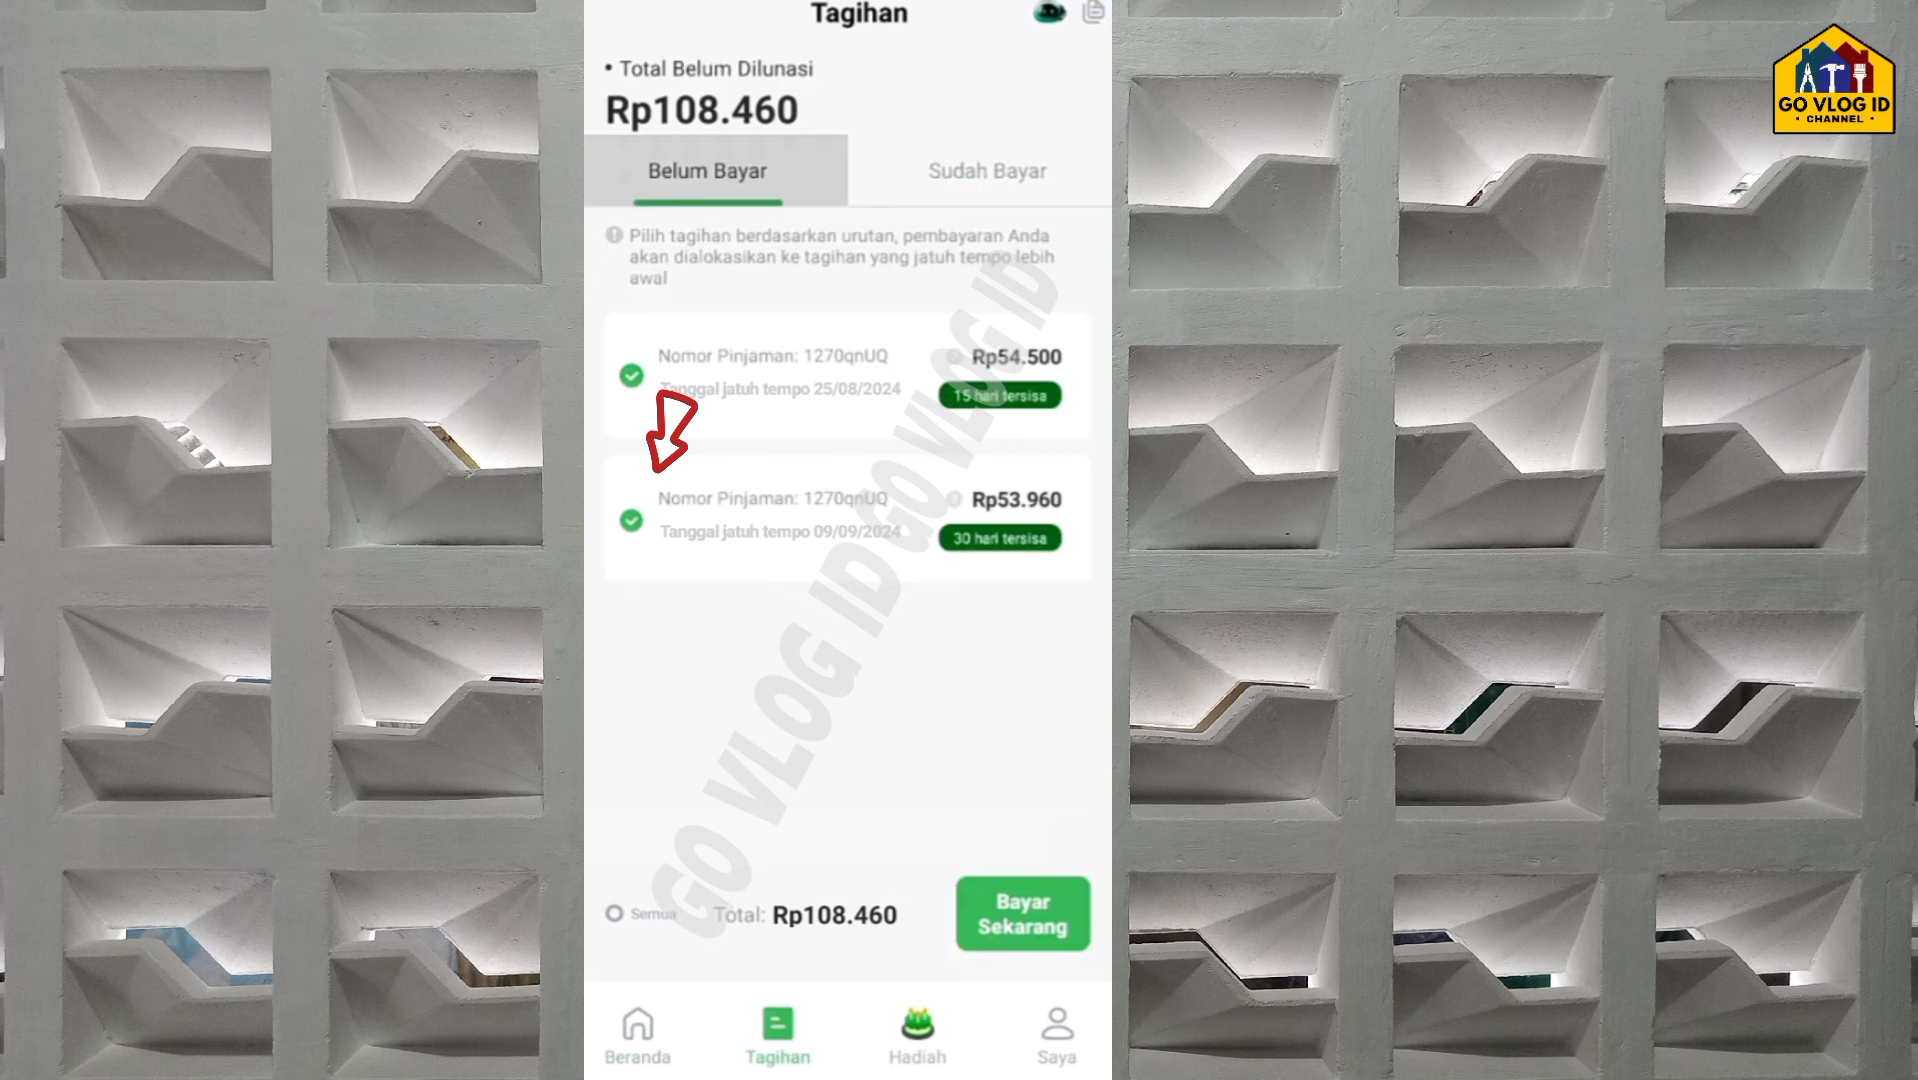 Tagihan
• Total Belum Dilunasi
Rp108.460
Belum Bayar
Sudah Bayar
Pilih tagihan berdasarkan urutan, pembayaran Anda
akan dialokasikan ke tagihan yang jatuh tempo lebih
awal
Nomor Pinjaman: 1270qnUQ
Rp54.500
Tanggal jatuh tempo 25/08/2024
15 hari tersisa
Nomor Pinjaman: 1270qnUQ
Rp53.960
Tanggal jatuh tempo 09/09/2024
30 hari tersisa
Semua
Total: Rp108.460
Bayar
Sekarang
Beranda
Tagihan
Hadiah
Saya
GO VLOG ID GO VLOG ID
GO VLOG ID
• CHANNEL •